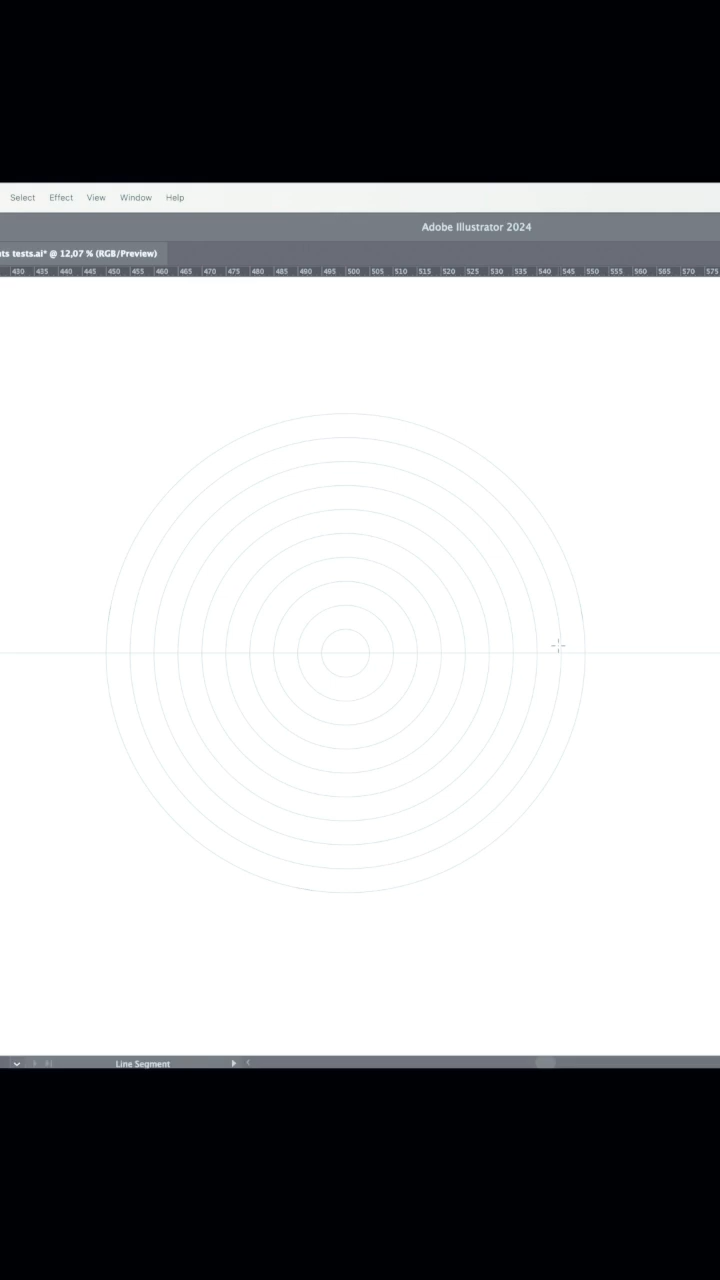 Select Effect View Window Help
Adobe Illustrator 2024
ts tests.ai* @ 12,07 % (RGB/Preview)
430 435 440 445 450 455 460 465 470 475 480 485 490 495 500 505 510 515 520 525 530 535 540 545 550 555 560 565 570 575
Line Segment